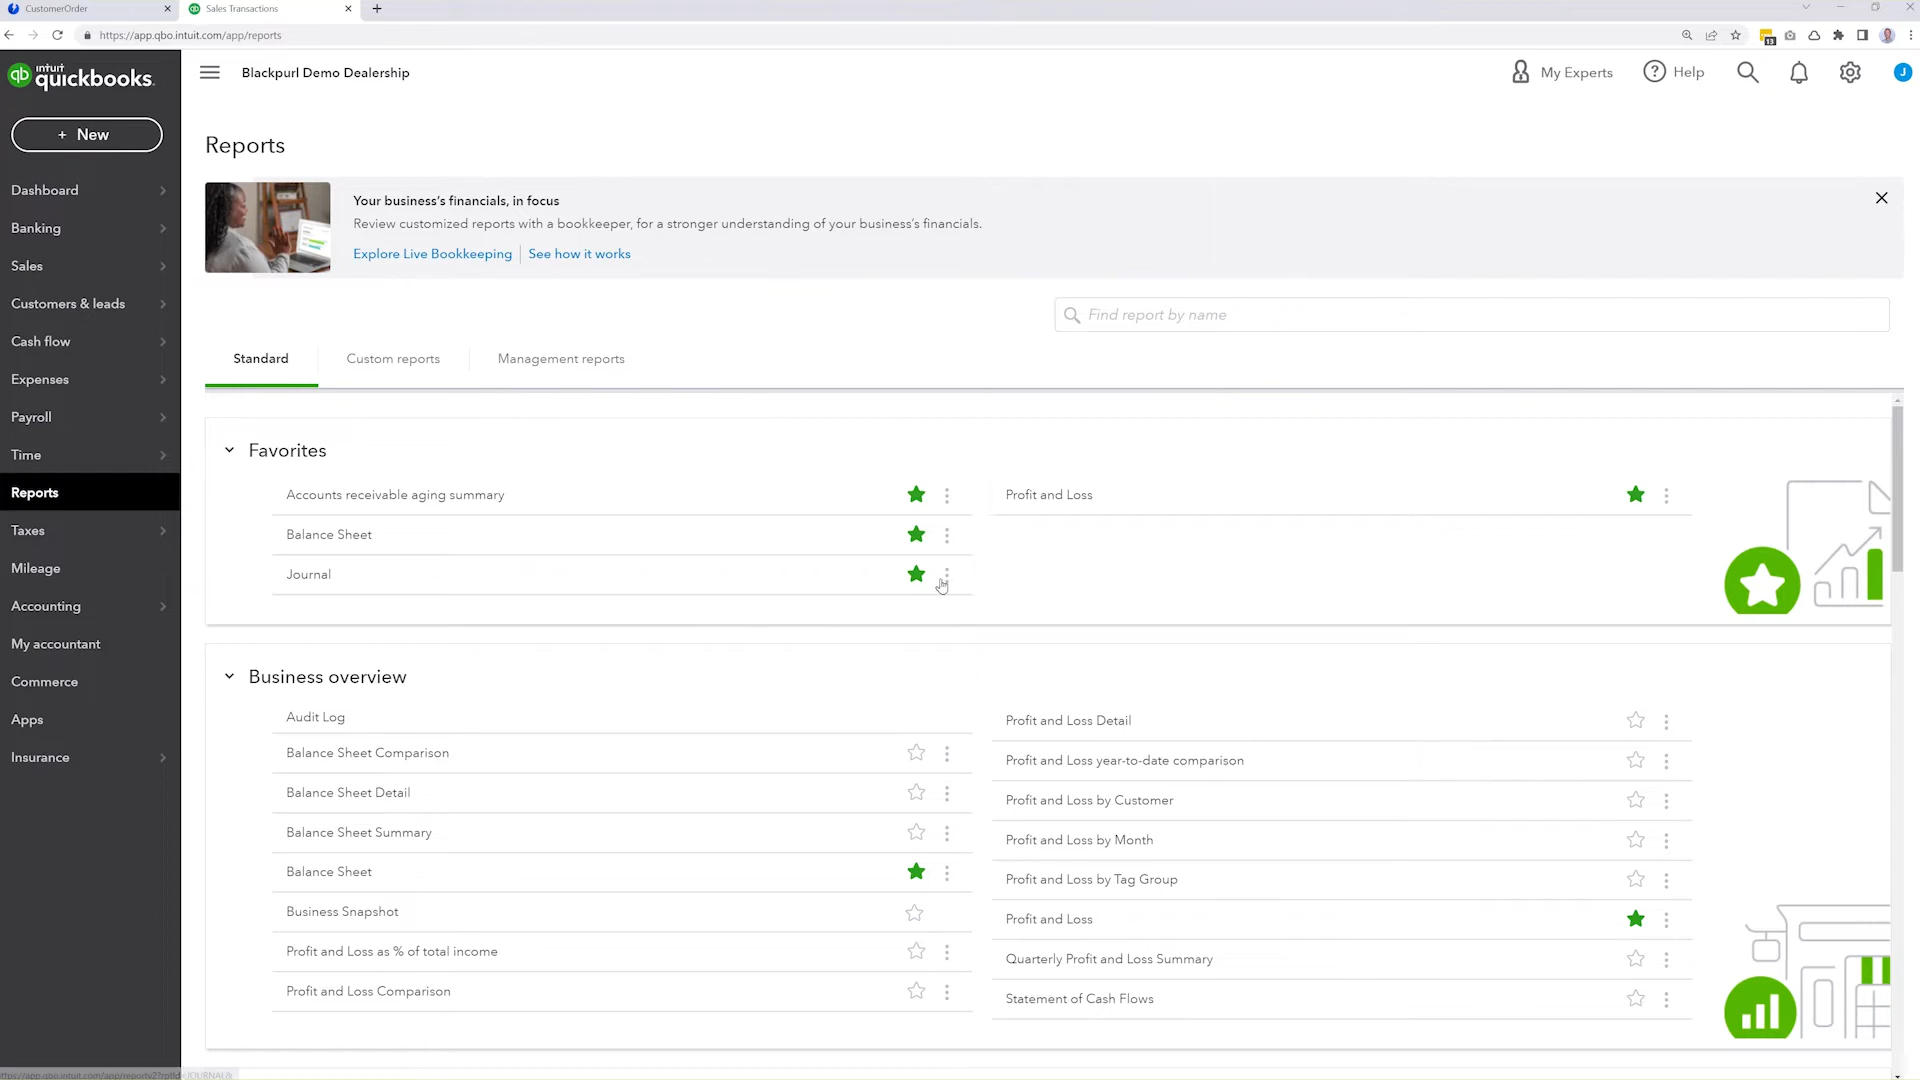 CustomerOrder
Sales Transactions
https://app.qbo.intuit.com/app/reports
13
qb intuit quickbooks.
Blackpurl Demo Dealership
My Experts
Help
J
+ New
Dashboard
Banking
Sales
Customers & leads
Cash flow
Expenses
Payroll
Time
Reports
Taxes
Mileage
Accounting
My accountant
Commerce
Apps
Insurance
Reports
Your business's financials, in focus
Review customized reports with a bookkeeper, for a stronger understanding of your business's financials.
Explore Live Bookkeeping
See how it works
Find report by name
Standard
Custom reports
Management reports
Favorites
Accounts receivable aging summary
Balance Sheet
Journal
Profit and Loss
Business overview
Audit Log
Balance Sheet Comparison
Balance Sheet Detail
Balance Sheet Summary
Balance Sheet
Business Snapshot
Profit and Loss as % of total income
Profit and Loss Comparison
Profit and Loss Detail
Profit and Loss year-to-date comparison
Profit and Loss by Customer
Profit and Loss by Month
Profit and Loss by Tag Group
Profit and Loss
Quarterly Profit and Loss Summary
Statement of Cash Flows